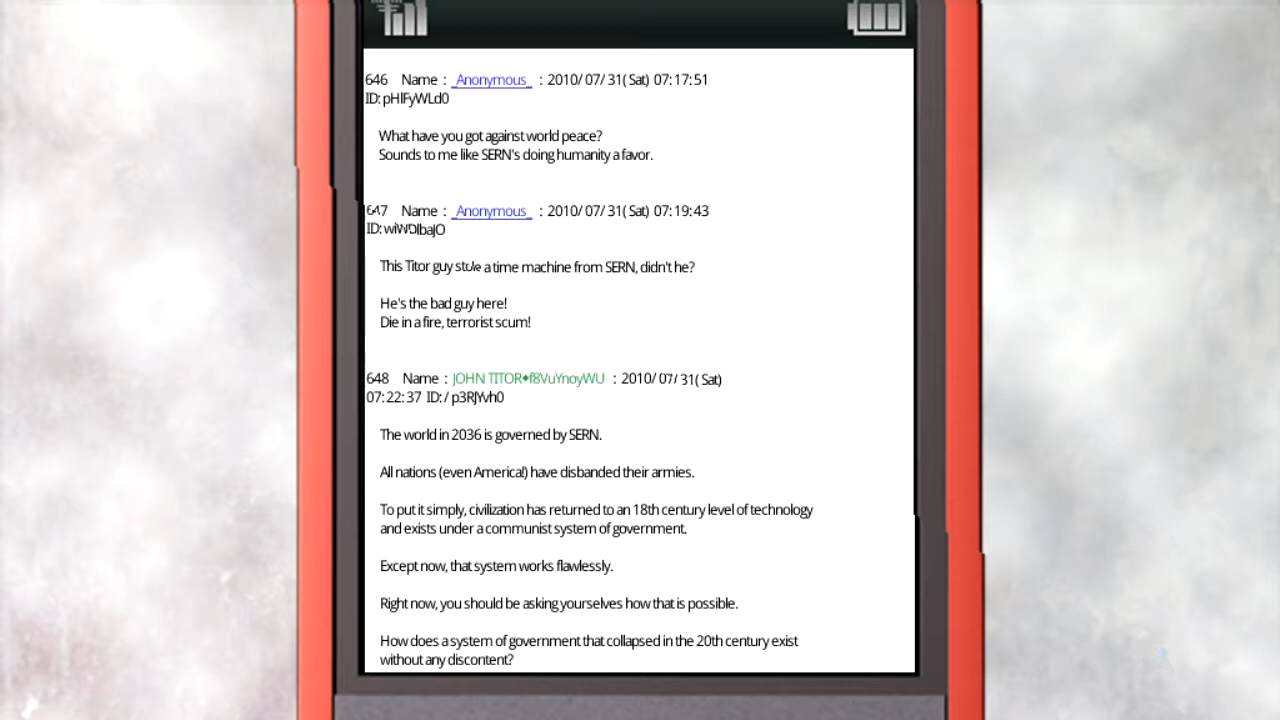 646 Name : _Anonymous_ : 2010/07/31(Sat) 07:17:51
ID:pHlFyWLd0
What have you got against world peace?
Sounds to me like SERN's doing humanity a favor.
647 Name : _Anonymous_ : 2010/07/31(Sat) 07:19:43
This Titor guy stole a time machine from SERN, didn't he?
He's the bad guy here!
Die in a fire, terrorist scum!
648 Name : JOHN TITOR◆f8VuYnoyWU : 2010/07/31(Sat)
07:22:37 ID:/p3RJYvh0
The world in 2036 is governed by SERN.
All nations (even America!) have disbanded their armies.
To put it simply, civilization has returned to an 18th century level of technology
and exists under a communist system of government.
Except now, that system works flawlessly.
Right now, you should be asking yourselves how that is possible.
How does a system of government that collapsed in the 20th century exist
without any discontent?